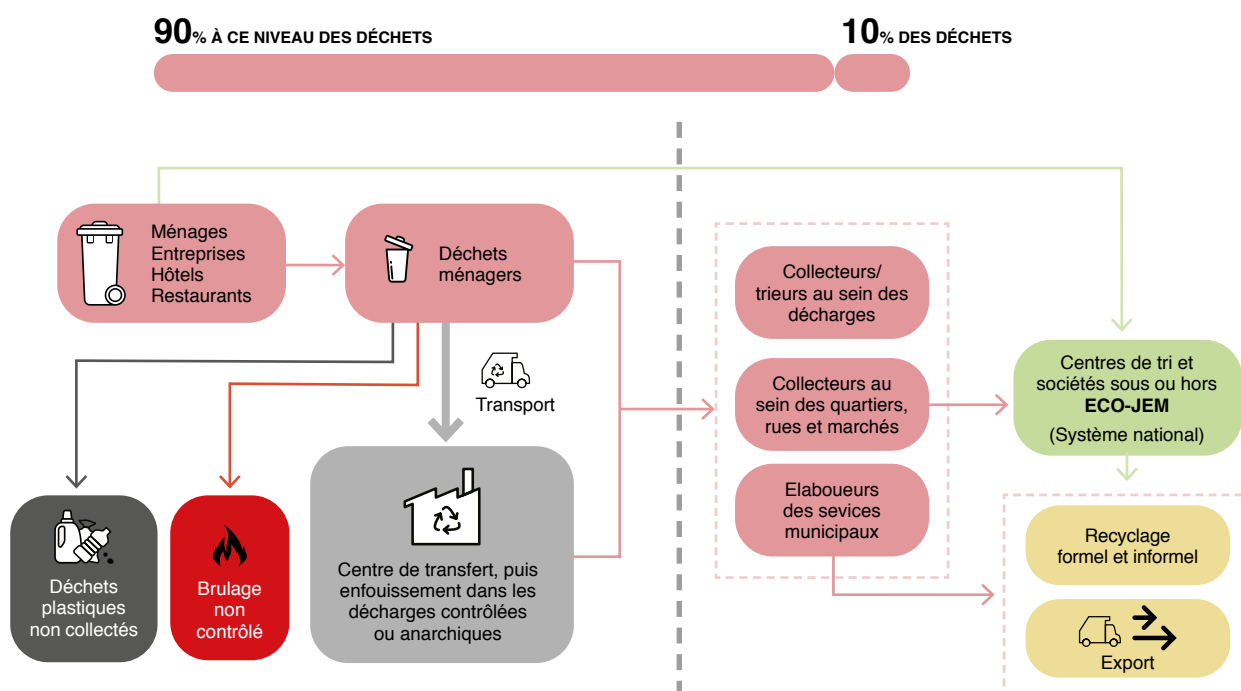 90% À CE NIVEAU DES DÉCHETS
10% DES DÉCHETS
Ménages
Entreprises
Hôtels
Restaurants
Déchets
ménagers
Transport
Déchets
plastiques
non collectés
Brulage
non
contrôlé
Centre de transfert, puis
enfouissement dans les
décharges contrôlées
ou anarchiques
Collecteurs/
trieurs au sein des
décharges
Collecteurs au
sein des quartiers,
rues et marchés
Elaboueurs
des sevices
municipaux
Centres de tri et
sociétés sous ou hors
ECO-JEM
(Système national)
Recyclage
formel et informel
Export